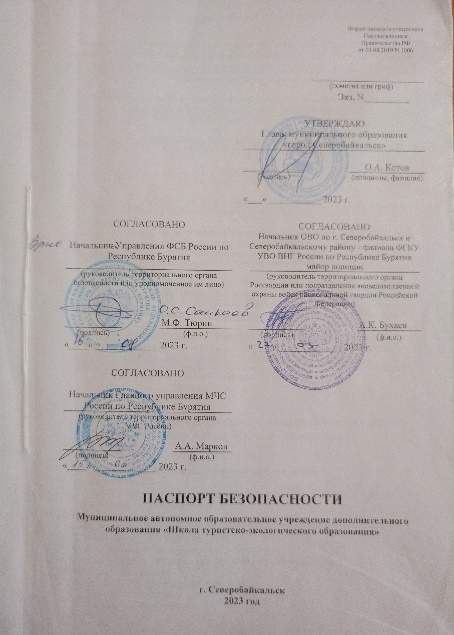 Форма паспорта утверждена
Постановлением
Правительства РФ
от 02.08.2019 N 1006
(пометка или гриф)
Экз. N
УТВЕРЖДАЮ
Глава муниципального образования
«город Северобайкальск»
О.А. Котов
(подпись) (инициалы, фамилия)
« » 2023 г.
СОГЛАСОВАНО
Начальник Управления ФСБ России по
Республике Бурятия
(руководитель территориального органа
безопасности или уполномоченное им лицо)
М.Ф. Тюрин
(подпись) (ф.и.о.)
« 16 » 2023 г.
СОГЛАСОВАНО
Начальник ОВО по г. Северобайкальск и
Северобайкальскому району - филиала ФГКУ
УВО ВНГ России по Республике Бурятия
майор полиции
(руководитель территориального органа
Росгвардии или подразделения вневедомственной
охраны войск национальной гвардии Российской
Федерации)
А.К. Бухаев
(подпись) (ф.и.о.)
« 27 » 2023 г.
СОГЛАСОВАНО
Начальник Главного управления МЧС
России по Республике Бурятия
(руководитель территориального органа
МЧС России)
А.А. Марков
(подпись) (ф.и.о.)
« 15 » 2023 г.
ПАСПОРТ БЕЗОПАСНОСТИ
Муниципальное автономное образовательное учреждение дополнительного
образования «Школа туристско-экологического образования»
г. Северобайкальск
2023 год